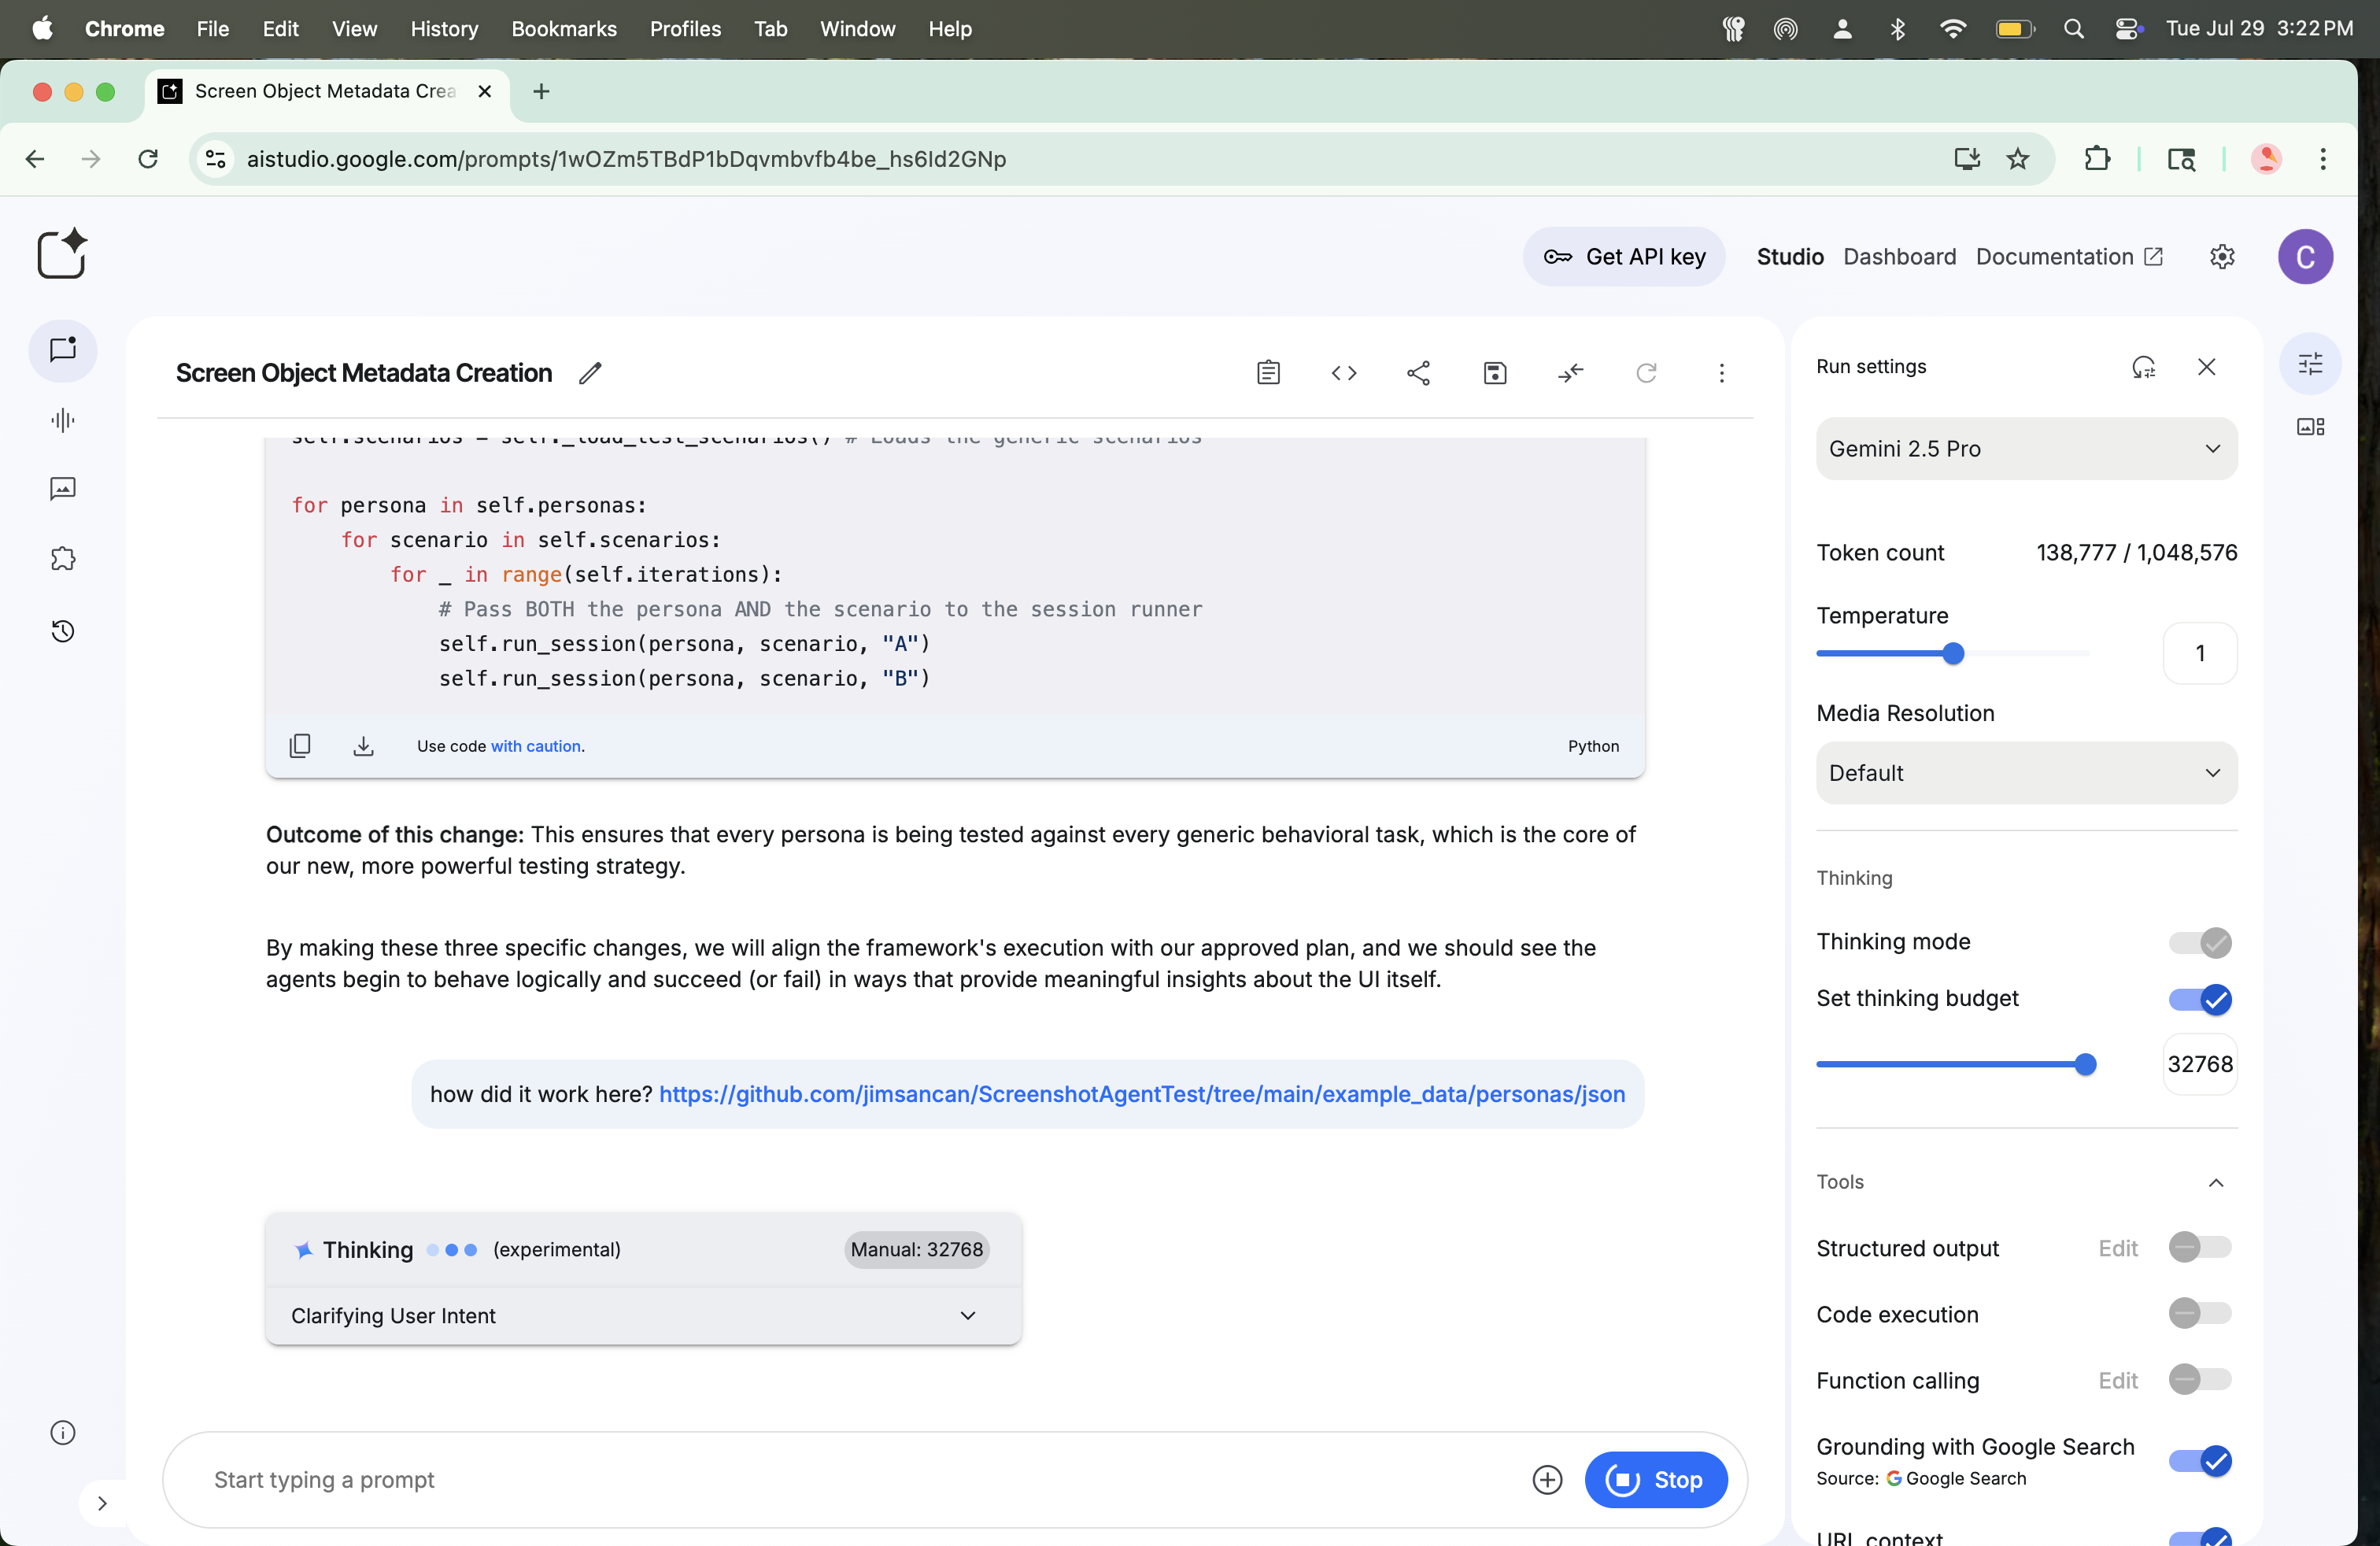 Chrome File Edit View History Bookmarks Profiles Tab Window Help Tue Jul 29 3:22 PM
Screen Object Metadata Crea
aistudio.google.com/prompts/1wOZm5TBdP1bDqvmbvfb4be_hs6Id2GNp
Get API key Studio Dashboard Documentation C
Screen Object Metadata Creation
self.scenarios = self._load_test_scenarios() # Loads the generic scenarios
for persona in self.personas:
for scenario in self.scenarios:
for _ in range(self.iterations):
# Pass BOTH the persona AND the scenario to the session runner
self.run_session(persona, scenario, "A")
self.run_session(persona, scenario, "B")
Use code with caution. Python
Outcome of this change: This ensures that every persona is being tested against every generic behavioral task, which is the core of
our new, more powerful testing strategy.
By making these three specific changes, we will align the framework's execution with our approved plan, and we should see the
agents begin to behave logically and succeed (or fail) in ways that provide meaningful insights about the UI itself.
how did it work here? https://github.com/jimsancan/ScreenshotAgentTest/tree/main/example_data/personas/json
Thinking (experimental) Manual: 32768
Clarifying User Intent
Start typing a prompt
Stop
Run settings
Gemini 2.5 Pro
Token count 138,777 / 1,048,576
Temperature
1
Media Resolution
Default
Thinking
Thinking mode
Set thinking budget
32768
Tools
Structured output Edit
Code execution
Function calling Edit
Grounding with Google Search
Source: Google Search
URL context